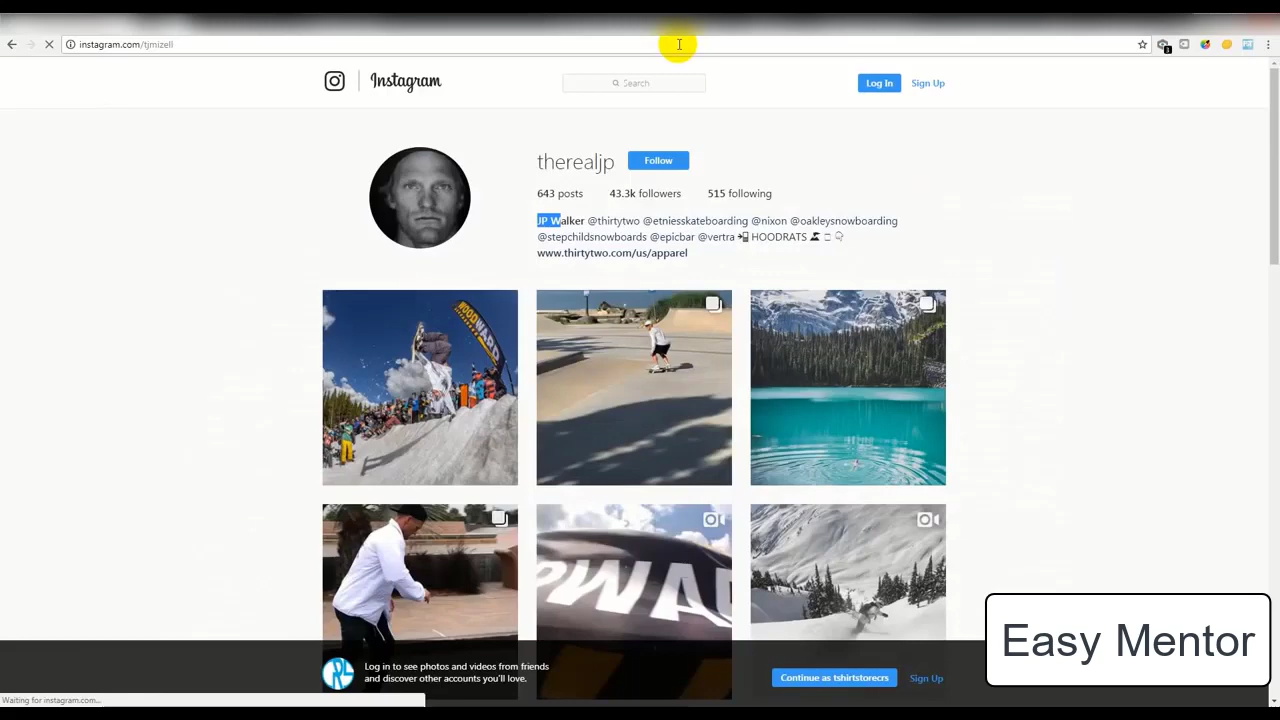 instagram.com/tjmizell
3
Instagram
Search
Log In
Sign Up
therealjp
Follow
643 posts
43.3k followers
515 following
JP Walker @thirtytwo @etniesskateboarding @nixon @oakleysnowboarding
@stepchildsnowboards @epicbar @vertra 📲 HOODRATS
www.thirtytwo.com/us/apparel
WOODWARD
Log in to see photos and videos from friends
and discover other accounts you'll love.
Continue as tshirtstorecrs
Sign Up
Waiting for instagram.com...
Easy Mentor